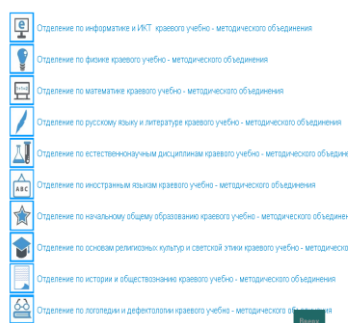 Отделение по информатике и ИКТ краевого учебно - методического объединения
Отделение по физике краевого учебно - методического объединения
Отделение по математике краевого учебно - методического объединения
Отделение по русскому языку и литературе краевого учебно - методического объединения
Отделение по естественнонаучным дисциплинам краевого учебно - методического объедине
ABC
Отделение по иностранным языкам краевого учебно - методического объединения
Отделение по начальному общему образованию краевого учебно - методического объединен
Отделение по основам религиозных культур и светской этики краевого учебно - методическо
Отделение по истории и обществознанию краевого учебно - методического объединения
Отделение по логопедии и дефектологии краевого учебно - методического объединения